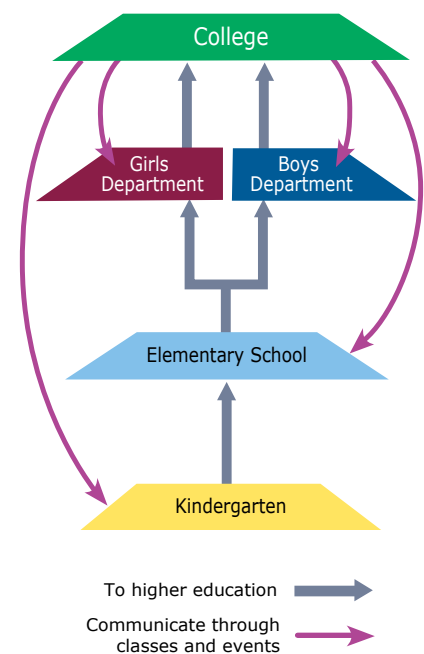 College
Girls
Department
Boys
Department
Elementary School
Kindergarten
To higher education
Communicate through
classes and events